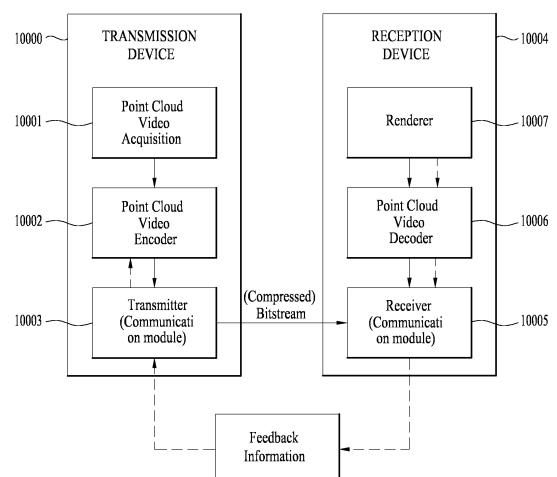 10000
TRANSMISSION
DEVICE
10001
Point Cloud
Video
Acquisition
10002
Point Cloud
Video
Encoder
10003
Transmitter
(Communicati
on module)
(Compressed)
Bitstream
RECEPTION
DEVICE
10004
Renderer
10007
Point Cloud
Video
Decoder
10006
Receiver
(Communicati
on module)
10005
Feedback
Information